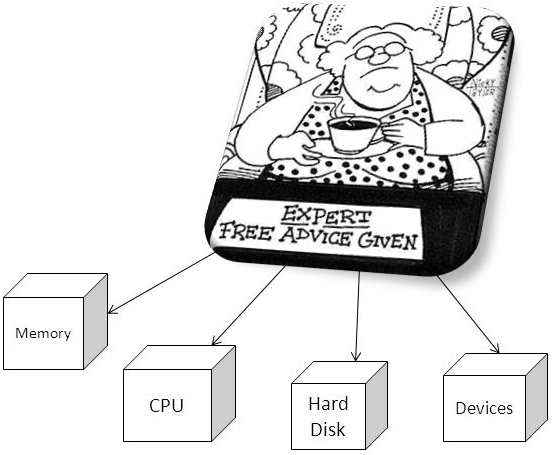 EXPERT
FREE ADVICE GIVEN
Memory
CPU
Hard
Disk
Devices